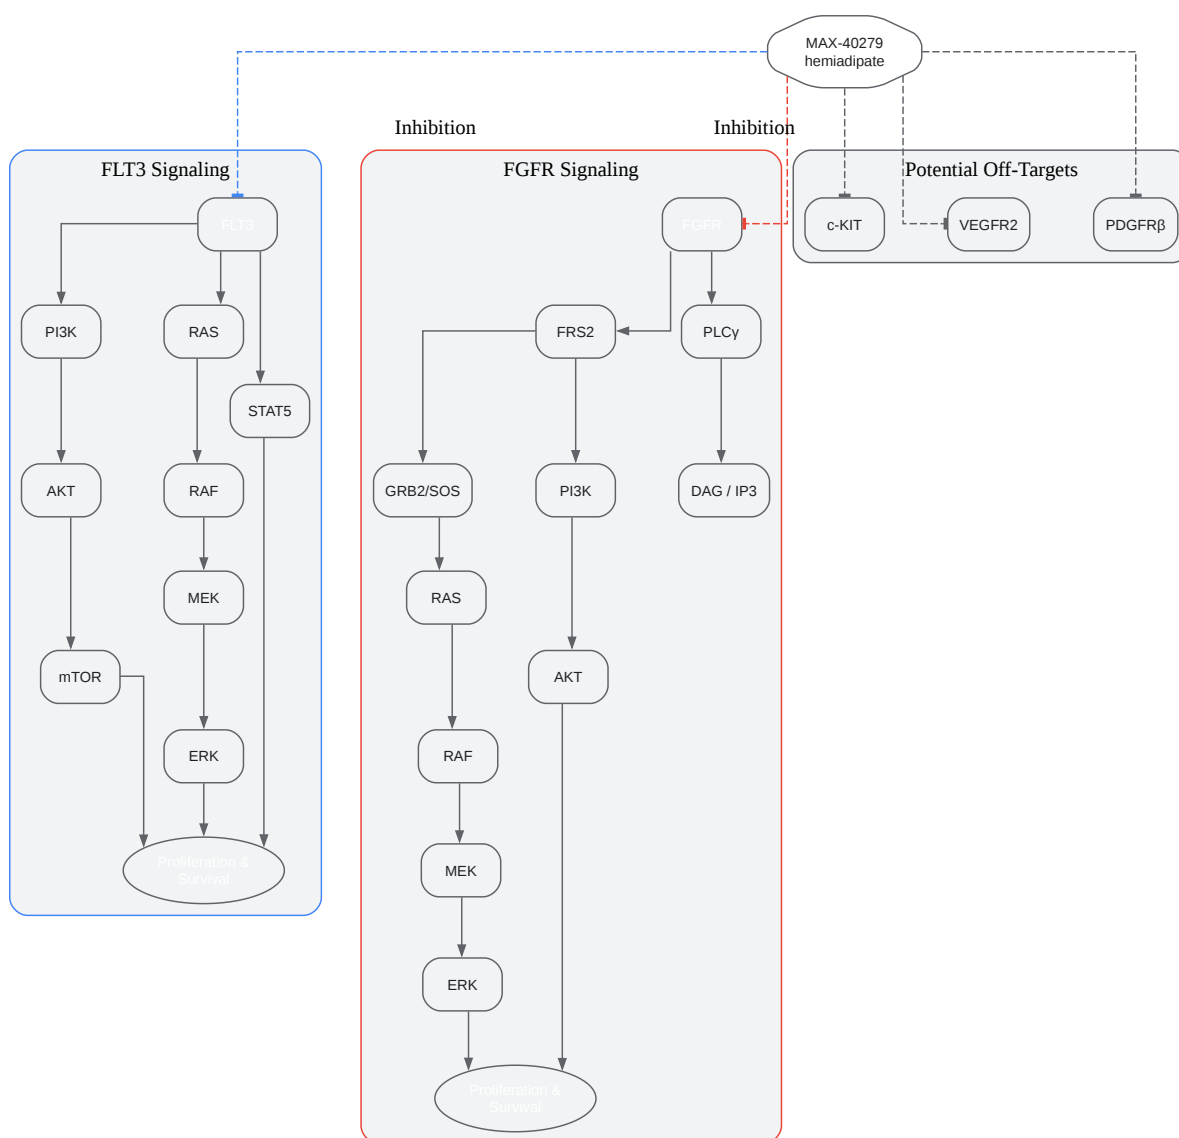 MAX-40279
hemiadipate
Inhibition
Inhibition
FLT3 Signaling
FLT3
PI3K
RAS
STAT5
AKT
RAF
MEK
mTOR
ERK
Proliferation &
Survival
FGFR Signaling
FGFR
FRS2
PLCγ
GRB2/SOS
PI3K
DAG / IP3
RAS
AKT
RAF
MEK
ERK
Proliferation &
Survival
Potential Off-Targets
c-KIT
VEGFR2
PDGFRβ